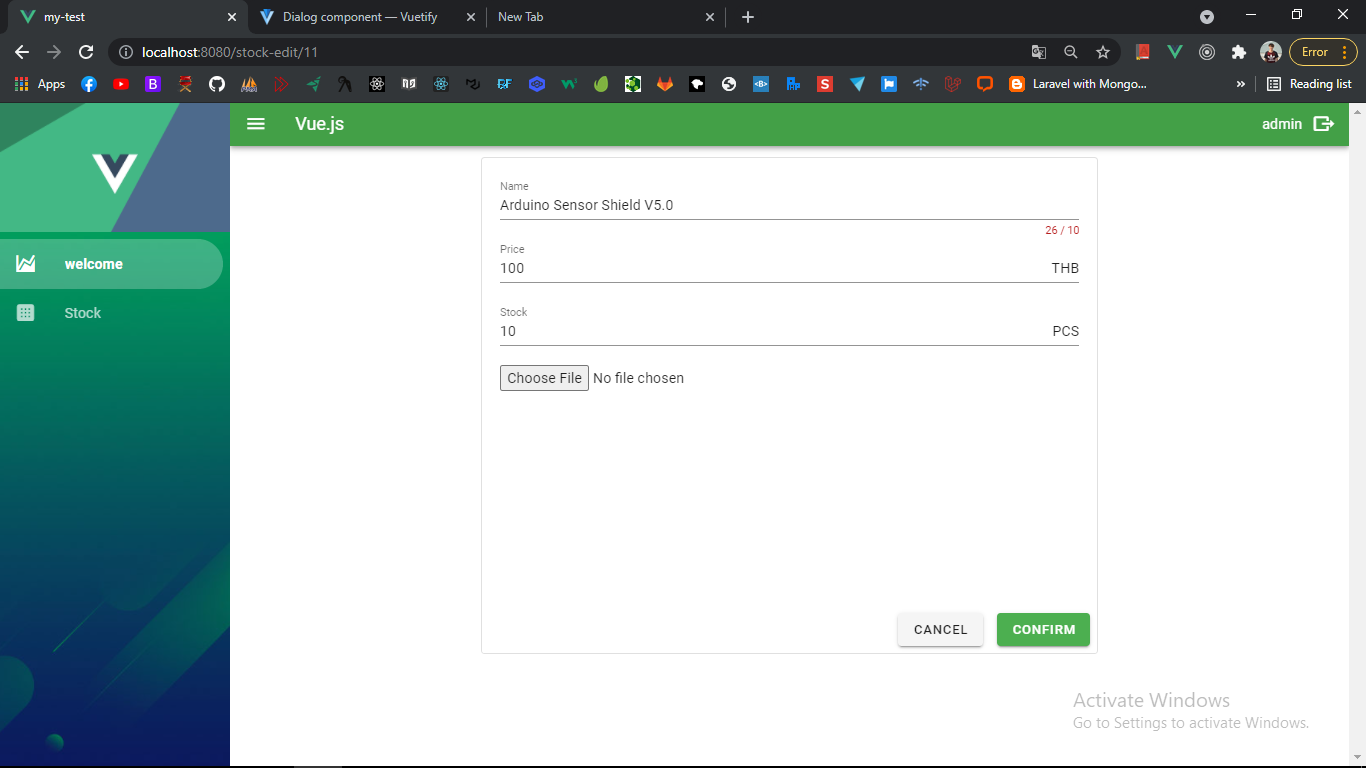 my-test
Dialog component — Vuetify
New Tab
localhost:8080/stock-edit/11
Error
Apps
Laravel with Mongo...
Reading list
Vue.js
admin
welcome
Stock
Name
Arduino Sensor Shield V5.0
26 / 10
Price
100 THB
Stock
10 PCS
Choose File No file chosen
CANCEL CONFIRM
Activate Windows
Go to Settings to activate Windows.